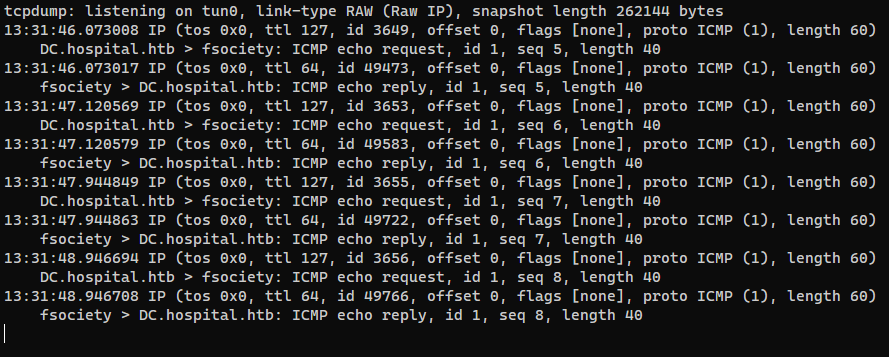 tcpdump: listening on tun0, link-type RAW (Raw IP), snapshot length 262144 bytes
13:31:46.073008 IP (tos 0x0, ttl 127, id 3649, offset 0, flags [none], proto ICMP (1), length 60)
    DC.hospital.htb > fsociety: ICMP echo request, id 1, seq 5, length 40
13:31:46.073017 IP (tos 0x0, ttl 64, id 49473, offset 0, flags [none], proto ICMP (1), length 60)
    fsociety > DC.hospital.htb: ICMP echo reply, id 1, seq 5, length 40
13:31:47.120569 IP (tos 0x0, ttl 127, id 3653, offset 0, flags [none], proto ICMP (1), length 60)
    DC.hospital.htb > fsociety: ICMP echo request, id 1, seq 6, length 40
13:31:47.120579 IP (tos 0x0, ttl 64, id 49583, offset 0, flags [none], proto ICMP (1), length 60)
    fsociety > DC.hospital.htb: ICMP echo reply, id 1, seq 6, length 40
13:31:47.944849 IP (tos 0x0, ttl 127, id 3655, offset 0, flags [none], proto ICMP (1), length 60)
    DC.hospital.htb > fsociety: ICMP echo request, id 1, seq 7, length 40
13:31:47.944863 IP (tos 0x0, ttl 64, id 49722, offset 0, flags [none], proto ICMP (1), length 60)
    fsociety > DC.hospital.htb: ICMP echo reply, id 1, seq 7, length 40
13:31:48.946694 IP (tos 0x0, ttl 127, id 3656, offset 0, flags [none], proto ICMP (1), length 60)
    DC.hospital.htb > fsociety: ICMP echo request, id 1, seq 8, length 40
13:31:48.946708 IP (tos 0x0, ttl 64, id 49766, offset 0, flags [none], proto ICMP (1), length 60)
    fsociety > DC.hospital.htb: ICMP echo reply, id 1, seq 8, length 40